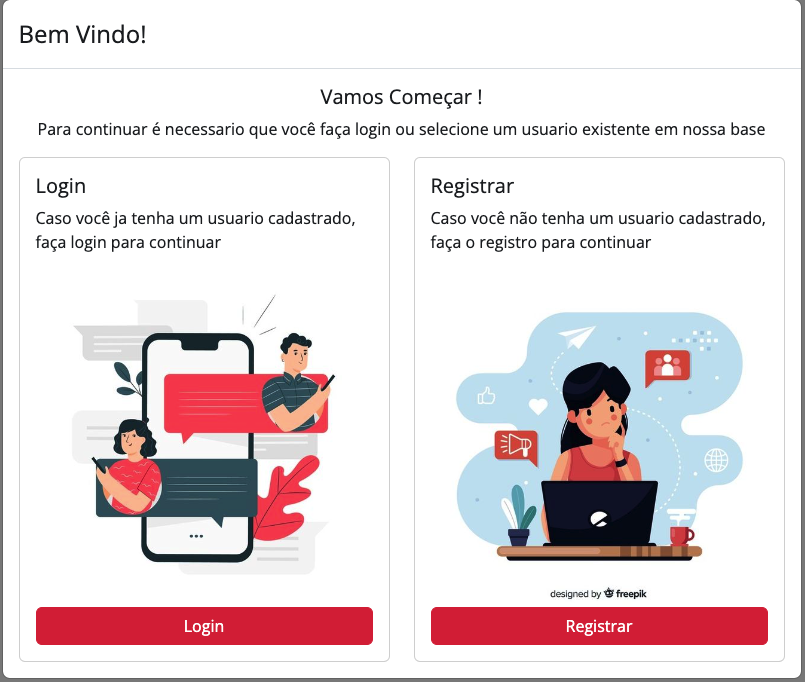 Bem Vindo!
Vamos Começar !
Para continuar é necessario que você faça login ou selecione um usuario existente em nossa base
Login
Caso você ja tenha um usuario cadastrado,
faça login para continuar
Login
Registrar
Caso você não tenha um usuario cadastrado,
faça o registro para continuar
designed by freepik
Registrar